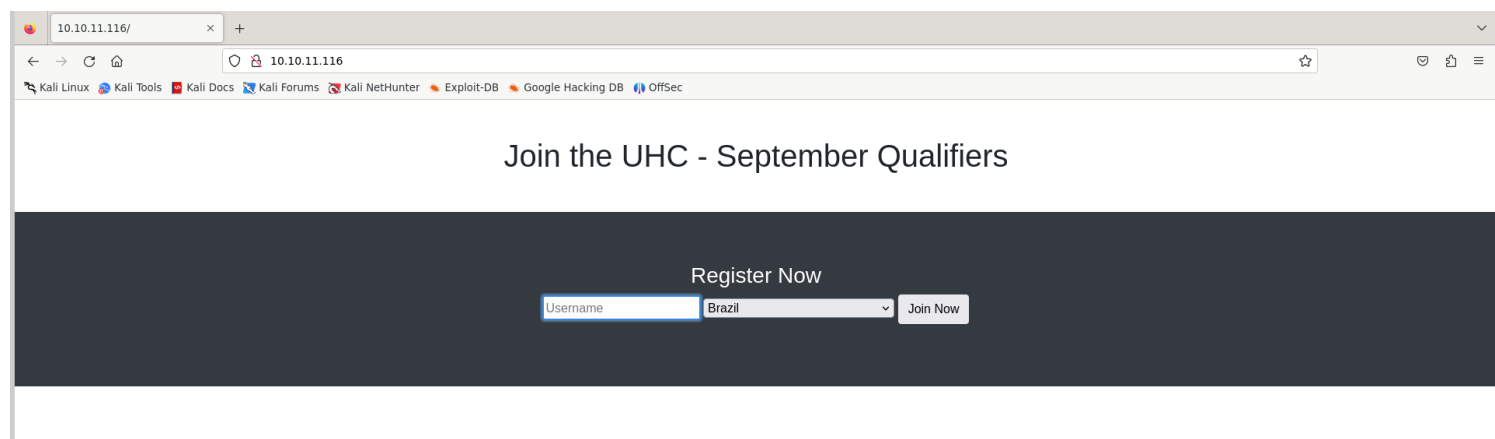 10.10.11.116/ × +
10.10.11.116
Kali Linux Kali Tools Kali Docs Kali Forums Kali NetHunter Exploit-DB Google Hacking DB OffSec
Join the UHC - September Qualifiers
Register Now
Username Brazil Join Now